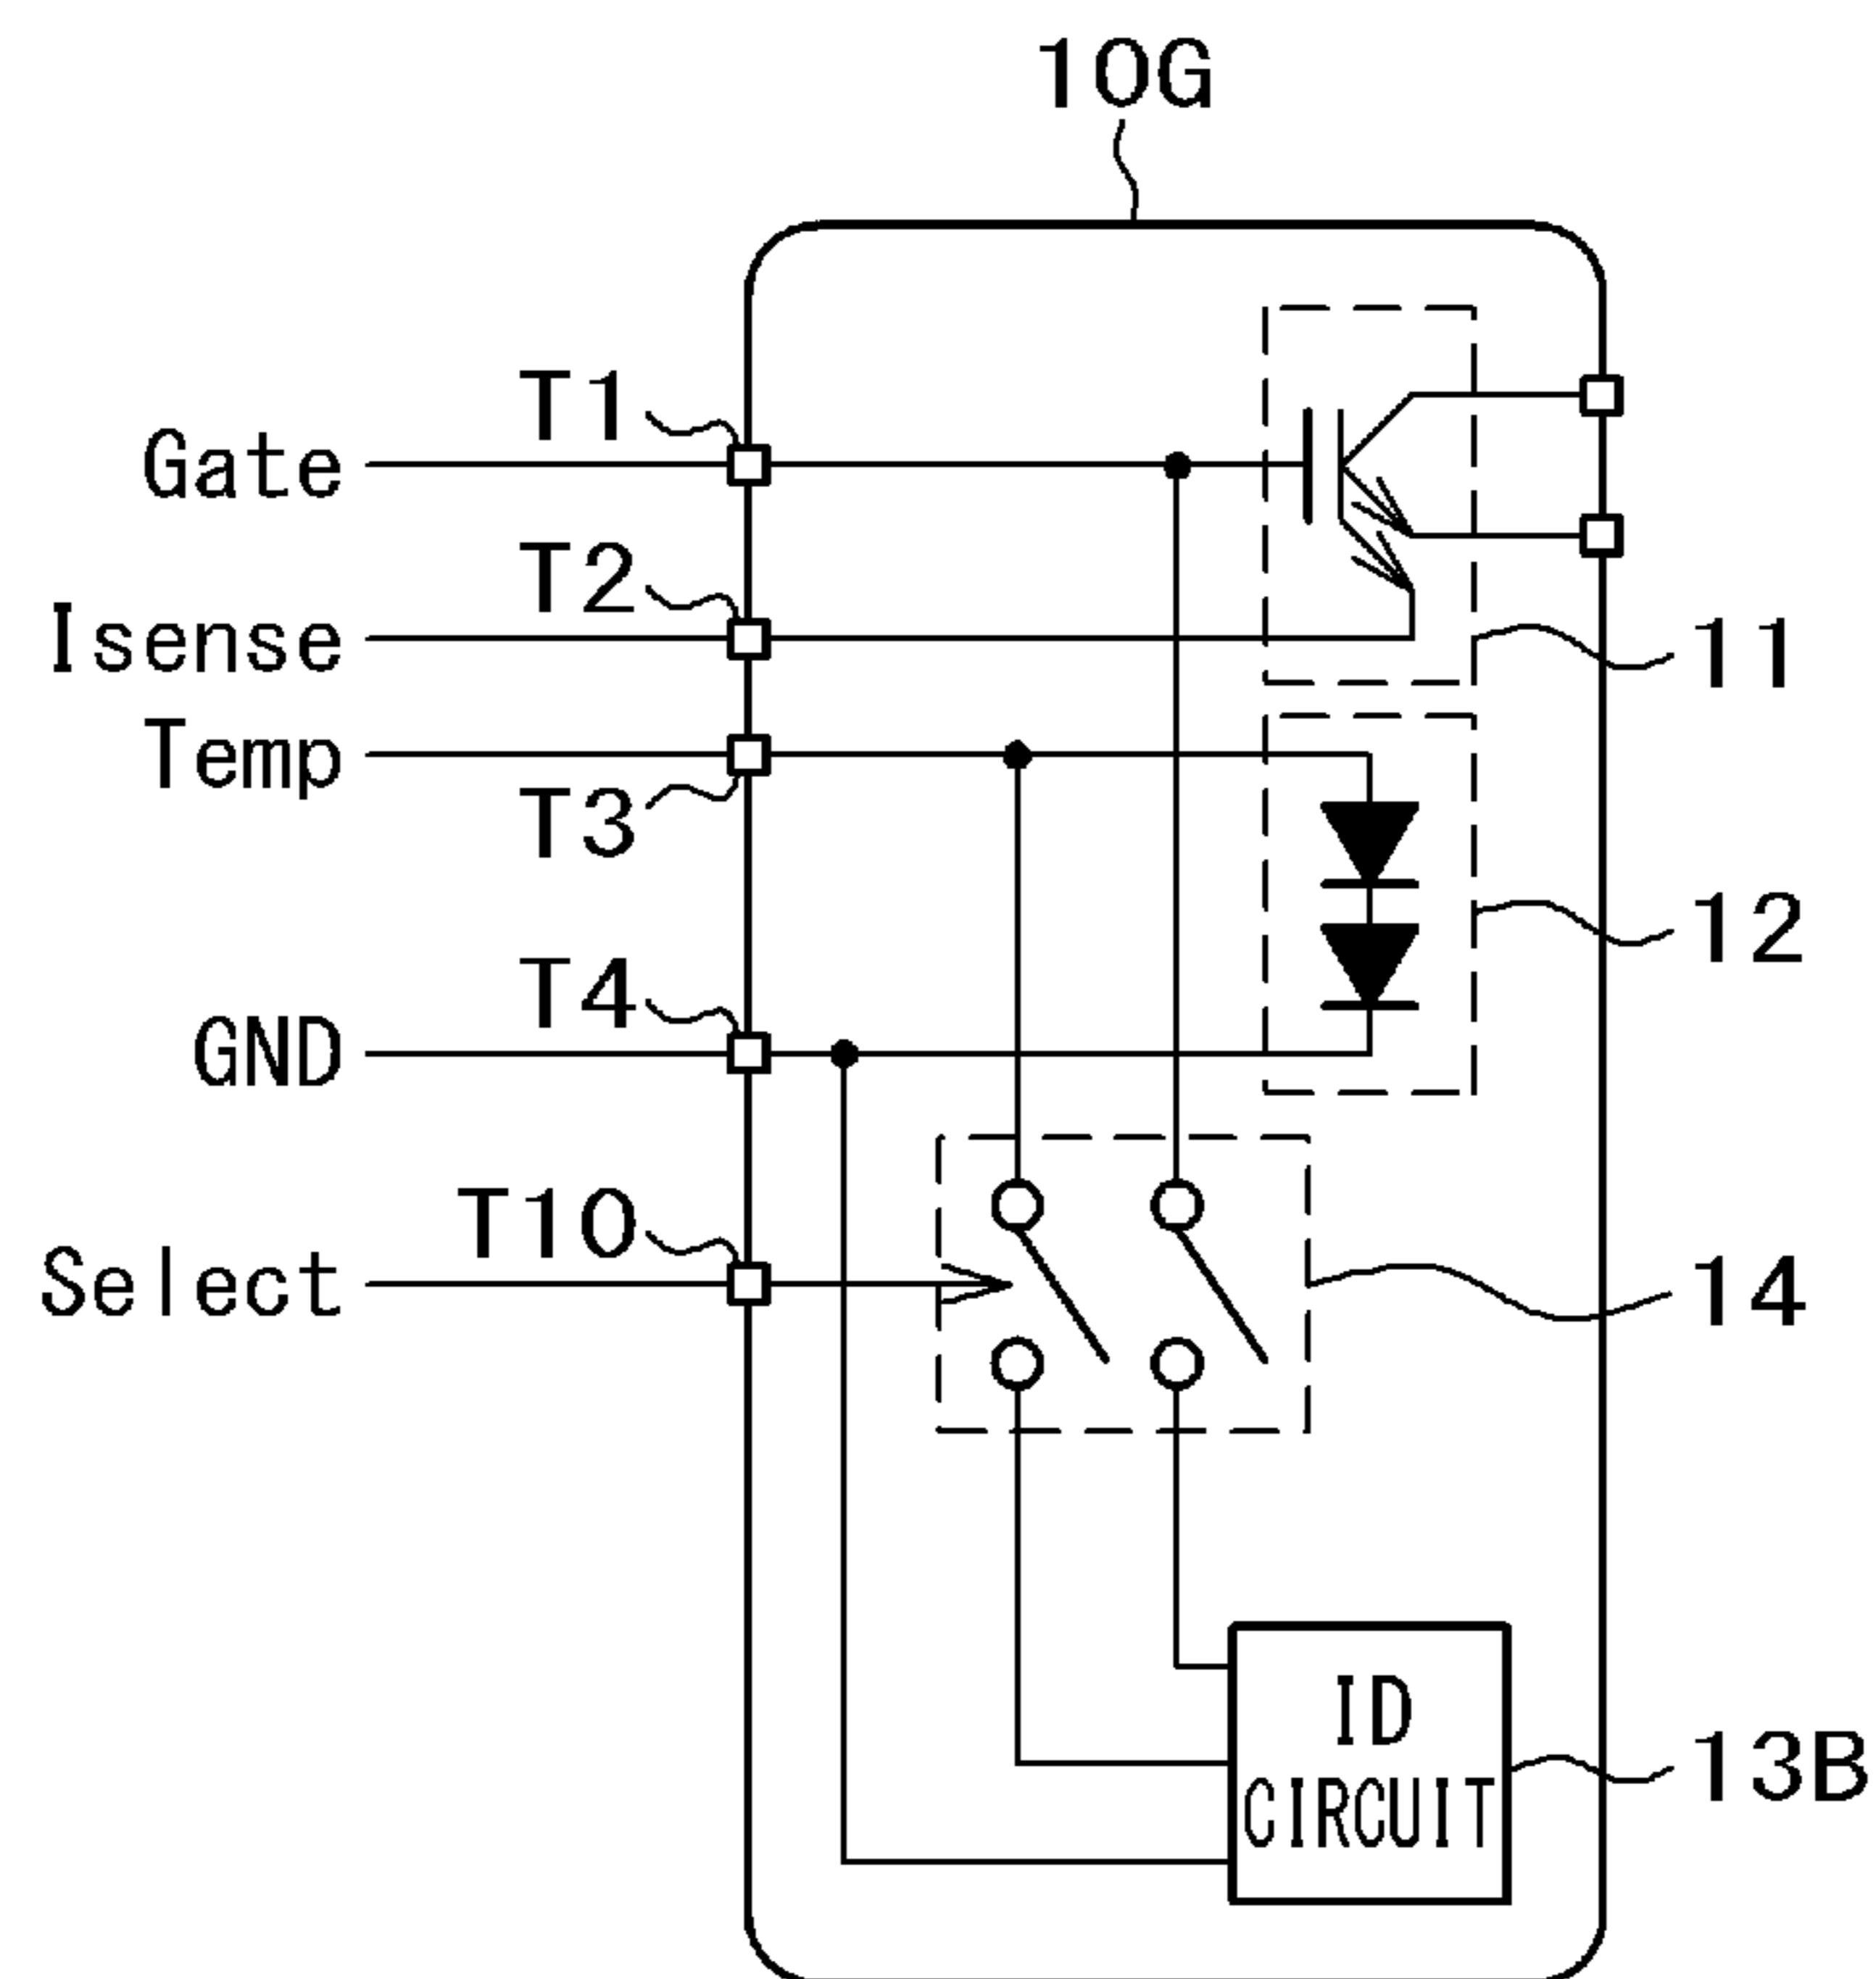 10G
T1
Gate
T2
Isense
11
Temp
T3
12
T4
GND
T10
Select
14
ID
CIRCUIT
13B